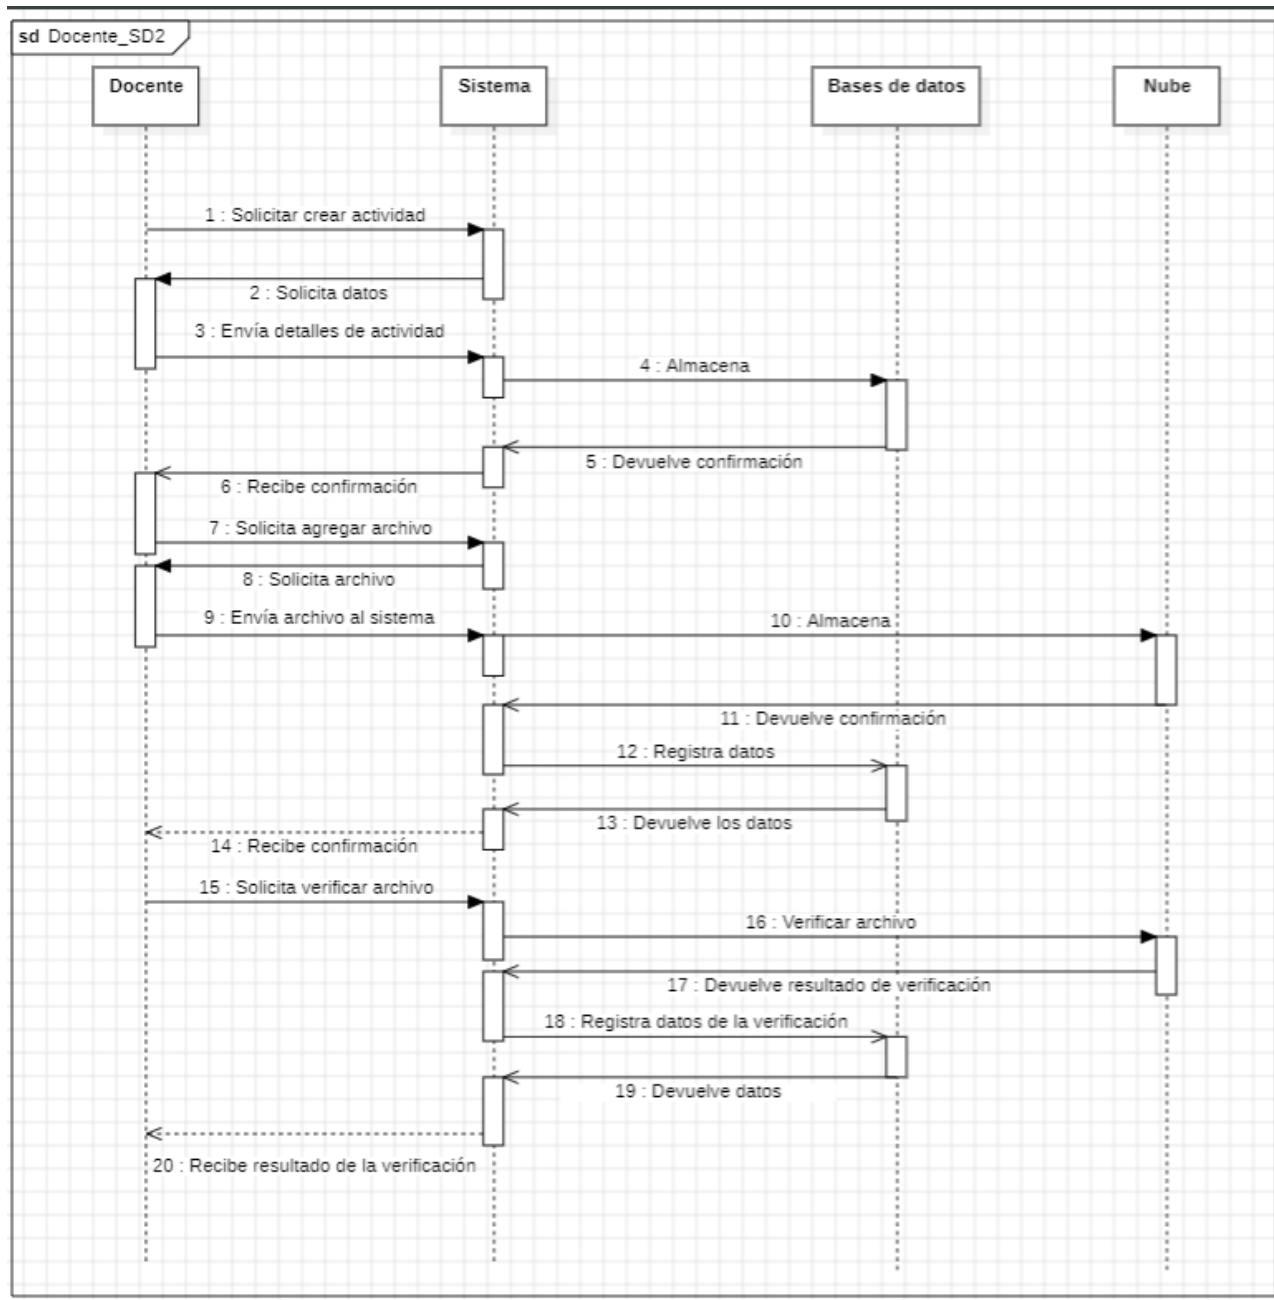 sd Docente_SD2
Docente
Sistema
Bases de datos
Nube
1 : Solicitar crear actividad
2 : Solicita datos
3 : Envía detalles de actividad
4 : Almacena
5 : Devuelve confirmación
6 : Recibe confirmación
7 : Solicita agregar archivo
8 : Solicita archivo
9 : Envía archivo al sistema
10 : Almacena
11 : Devuelve confirmación
12 : Registra datos
13 : Devuelve los datos
14 : Recibe confirmación
15 : Solicita verificar archivo
16 : Verificar archivo
17 : Devuelve resultado de verificación
18 : Registra datos de la verificación
19 : Devuelve datos
20 : Recibe resultado de la verificación